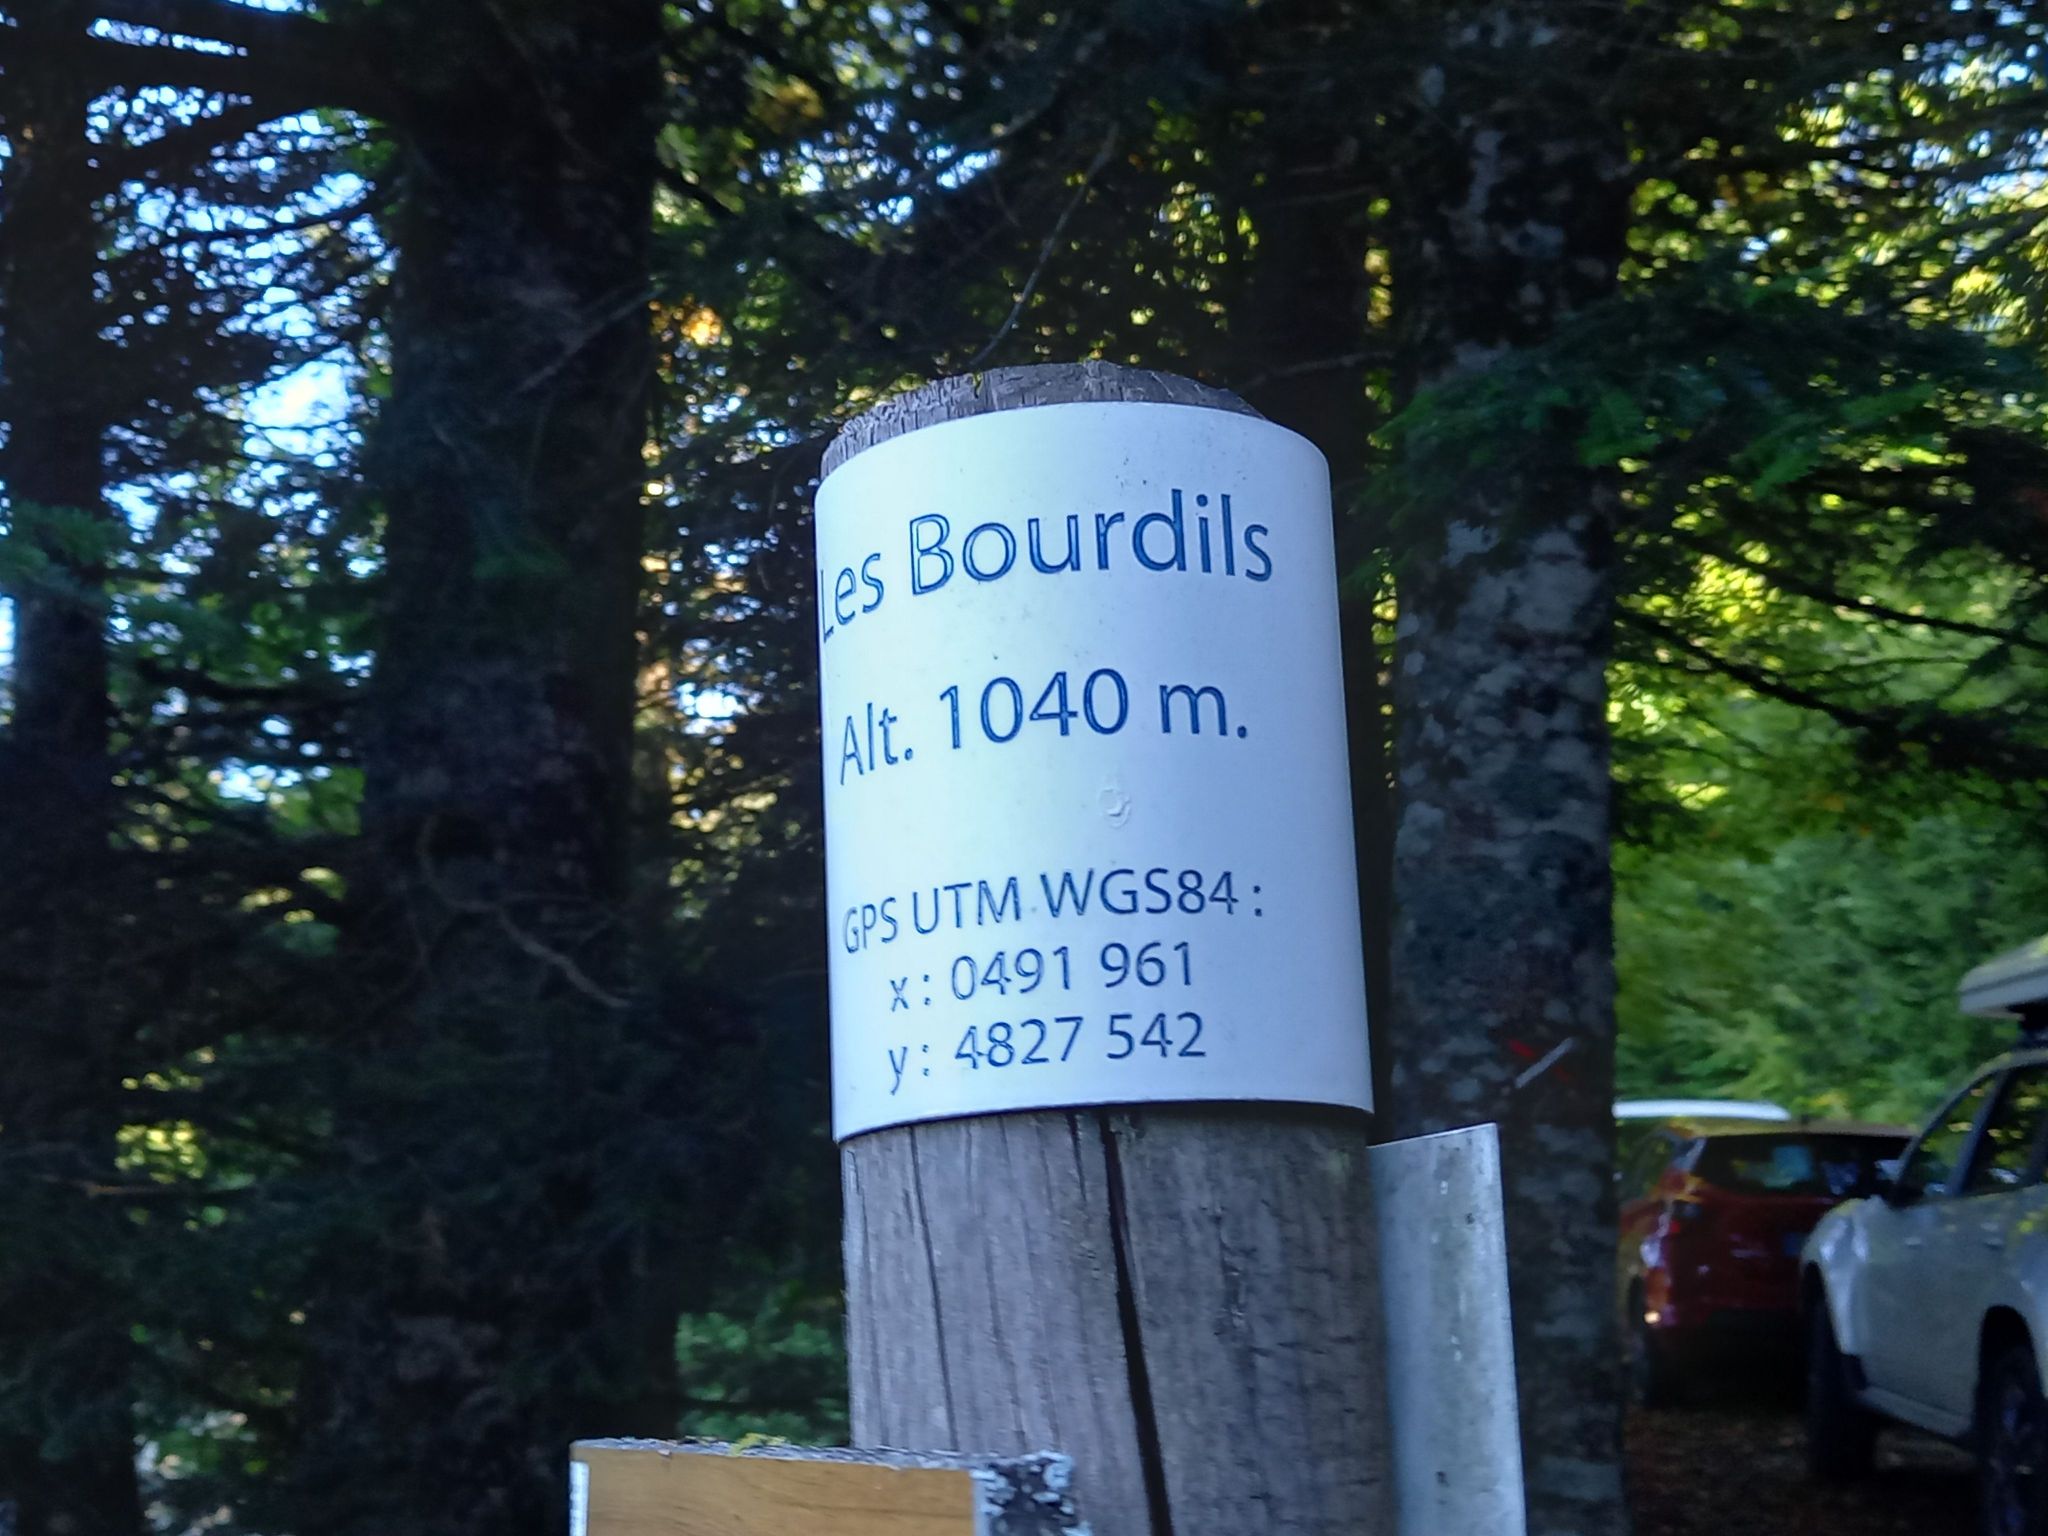 Les Bourdils
Alt. 1040 m.
GPS UTM WGS84 :
x : 0491 961
y : 4827 542